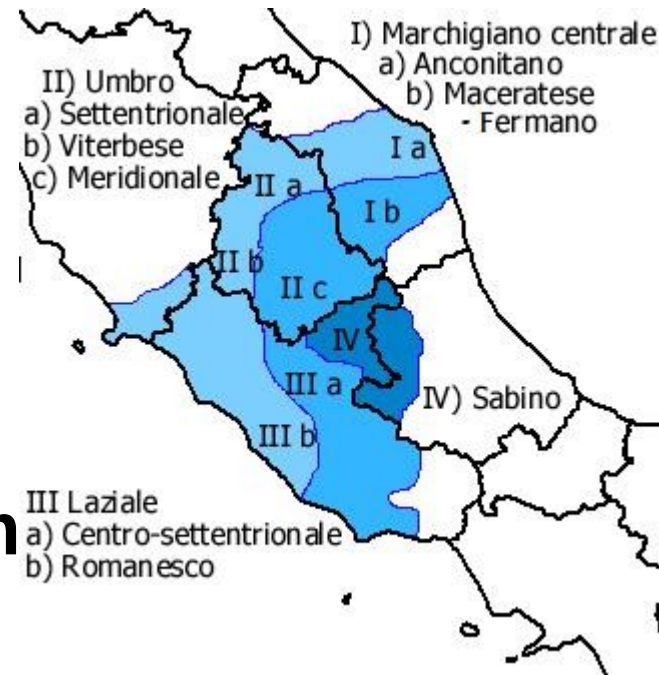 I) Marchigiano centrale
a) Anconitano
b) Maceratese
- Fermano
II) Umbro
a) Settentrionale
b) Viterbese
c) Meridionale
I a
II a
I b
II b
II c
IV
III a
IV) Sabino
III b
III Laziale
a) Centro-settentrionale
b) Romanesco